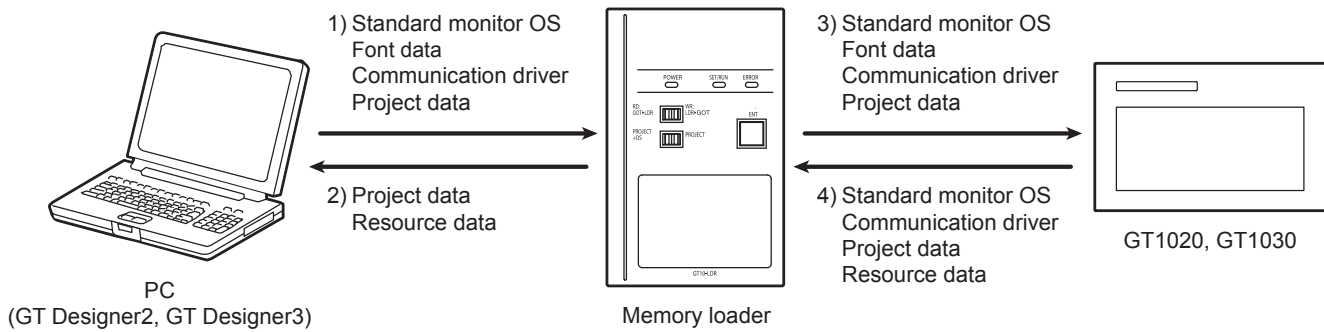 1) Standard monitor OS
Font data
Communication driver
Project data
2) Project data
Resource data
PC
(GT Designer2, GT Designer3)
POWER
SET/RUN
ERROR
RD:
GOT▸LDR
WR:
LDR▸GOT
ENT
PROJECT
+OS
PROJECT
GT10-LDR
Memory loader
3) Standard monitor OS
Font data
Communication driver
Project data
4) Standard monitor OS
Communication driver
Project data
Resource data
GT1020, GT1030